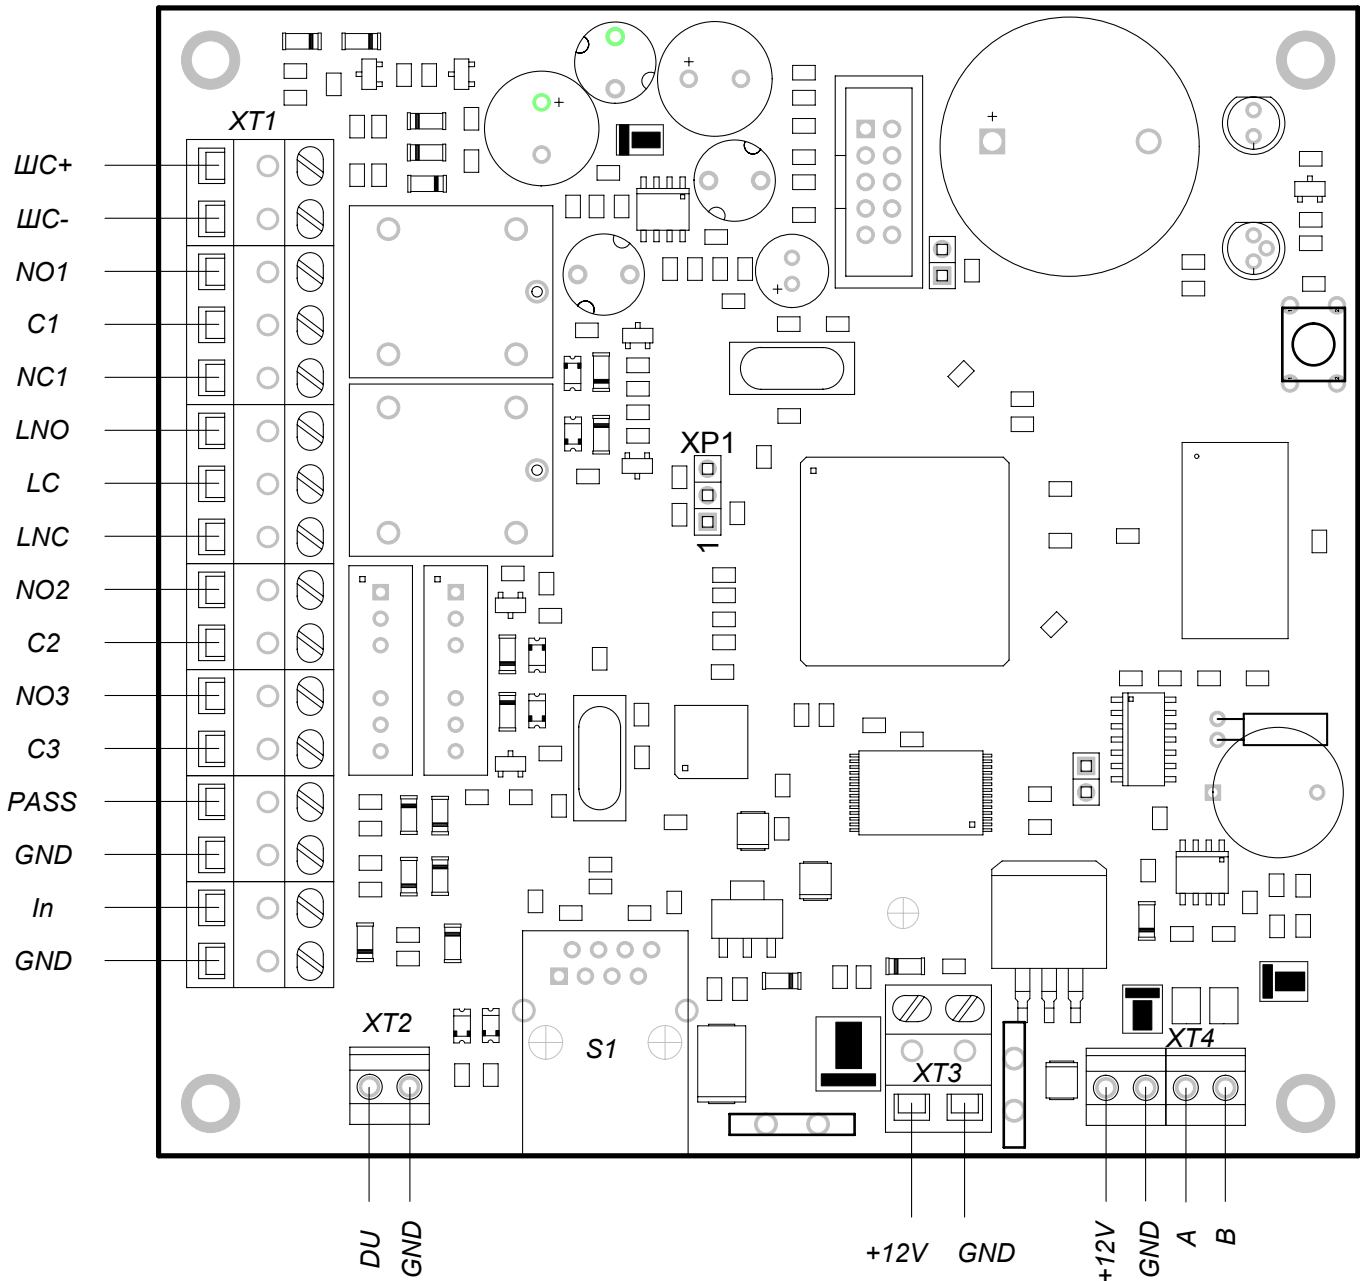 XT1
ШС+
ШС-
NO1
C1
NC1
LNO
LC
LNC
NO2
C2
NO3
C3
PASS
GND
In
GND
XP1
1
XT2
S1
XT3
XT4
DU
GND
+12V
GND
+12V
GND
A
B